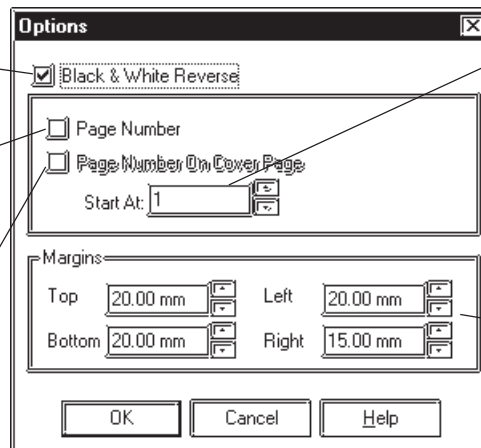 Options
Black & White Reverse
Page Number
Page Number On Cover Page
Start At: 1
Margins
Top 20.00 mm Left 20.00 mm
Bottom 20.00 mm Right 15.00 mm
OK Cancel Help